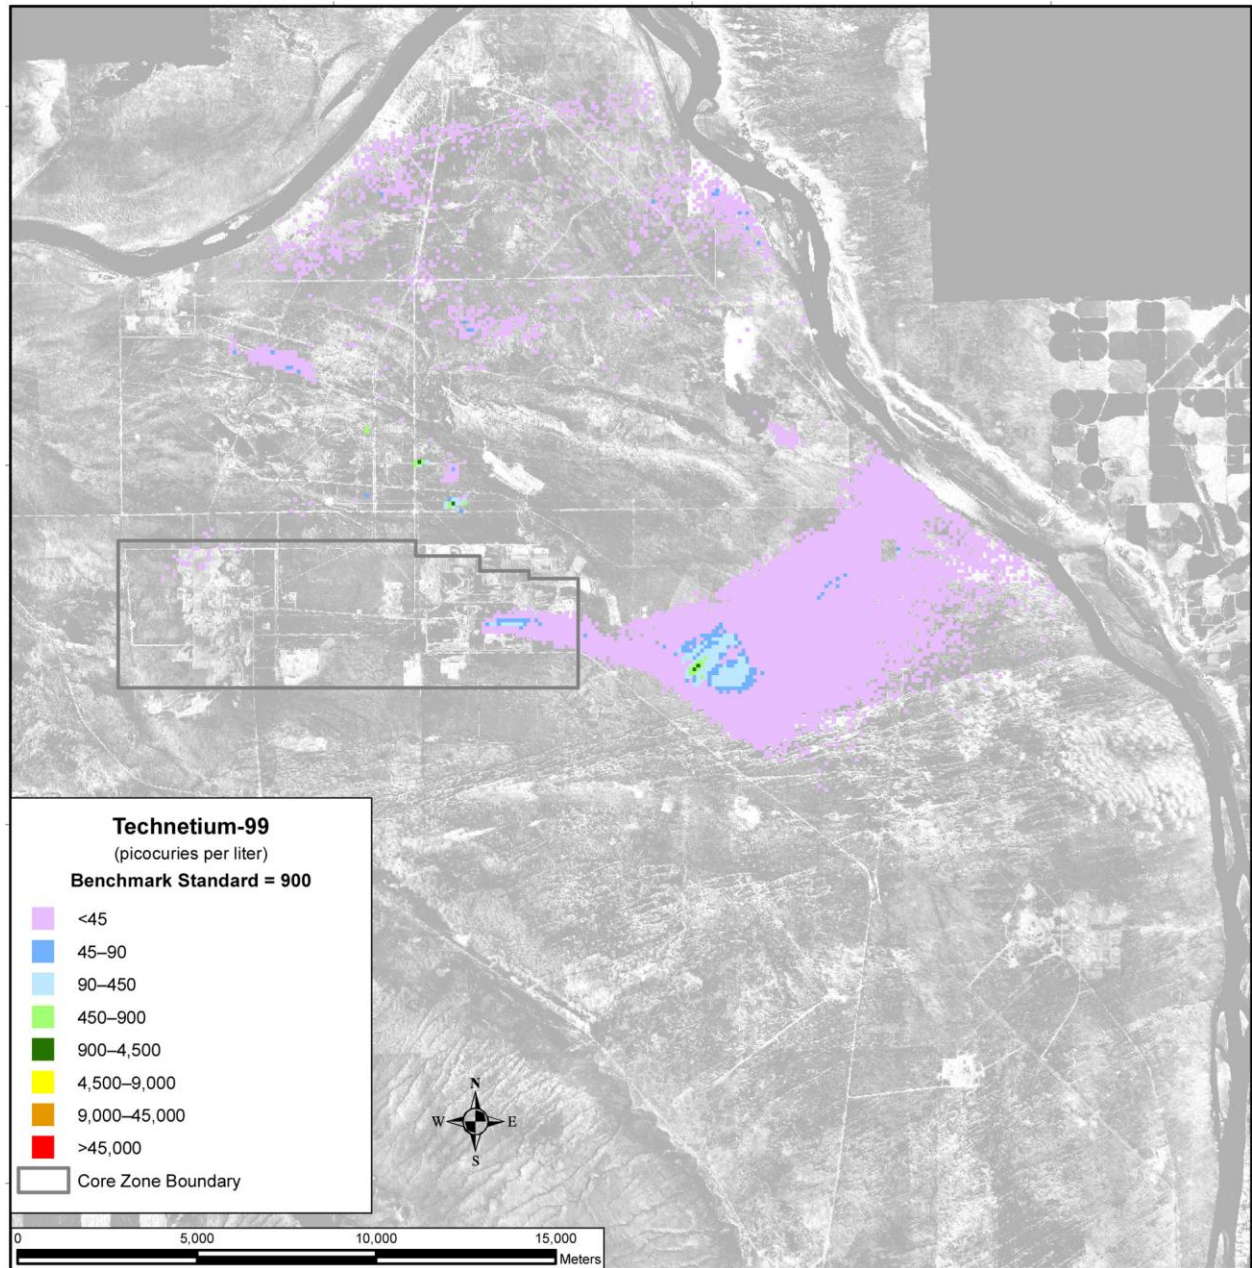 Technetium-99
(picocuries per liter)
Benchmark Standard = 900
<45
45–90
90–450
450–900
900–4,500
4,500–9,000
9,000–45,000
>45,000
Core Zone Boundary
N
W E
S
0 5,000 10,000 15,000
Meters